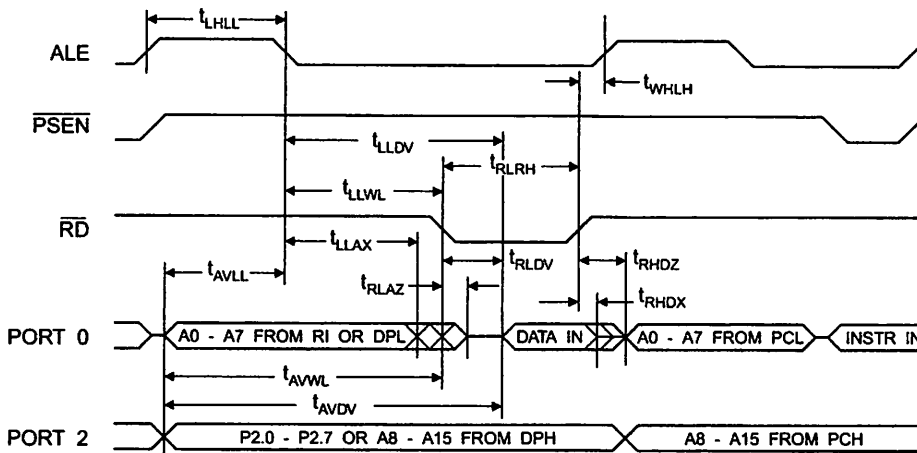 tLHLL
ALE
tWHLH
PSEN
tLLDV
tRLRH
tLLWL
RD
tLLAX
tRLDV
tRHDZ
tAVLL
tRLAZ
tRHDX
PORT 0
A0 - A7 FROM RI OR DPL
DATA IN
A0 - A7 FROM PCL
INSTR IN
tAVWL
tAVDV
PORT 2
P2.0 - P2.7 OR A8 - A15 FROM DPH
A8 - A15 FROM PCH